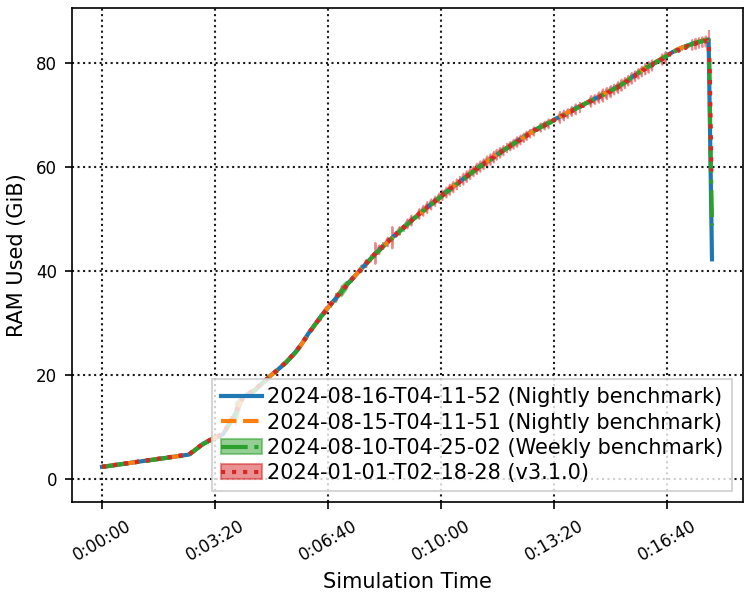 80
60
40
20
0
RAM Used (GiB)
2024-08-16-T04-11-52 (Nightly benchmark)
2024-08-15-T04-11-51 (Nightly benchmark)
2024-08-10-T04-25-02 (Weekly benchmark)
2024-01-01-T02-18-28 (v3.1.0)
0:00:00
0:03:20
0:06:40
0:10:00
0:13:20
0:16:40
Simulation Time